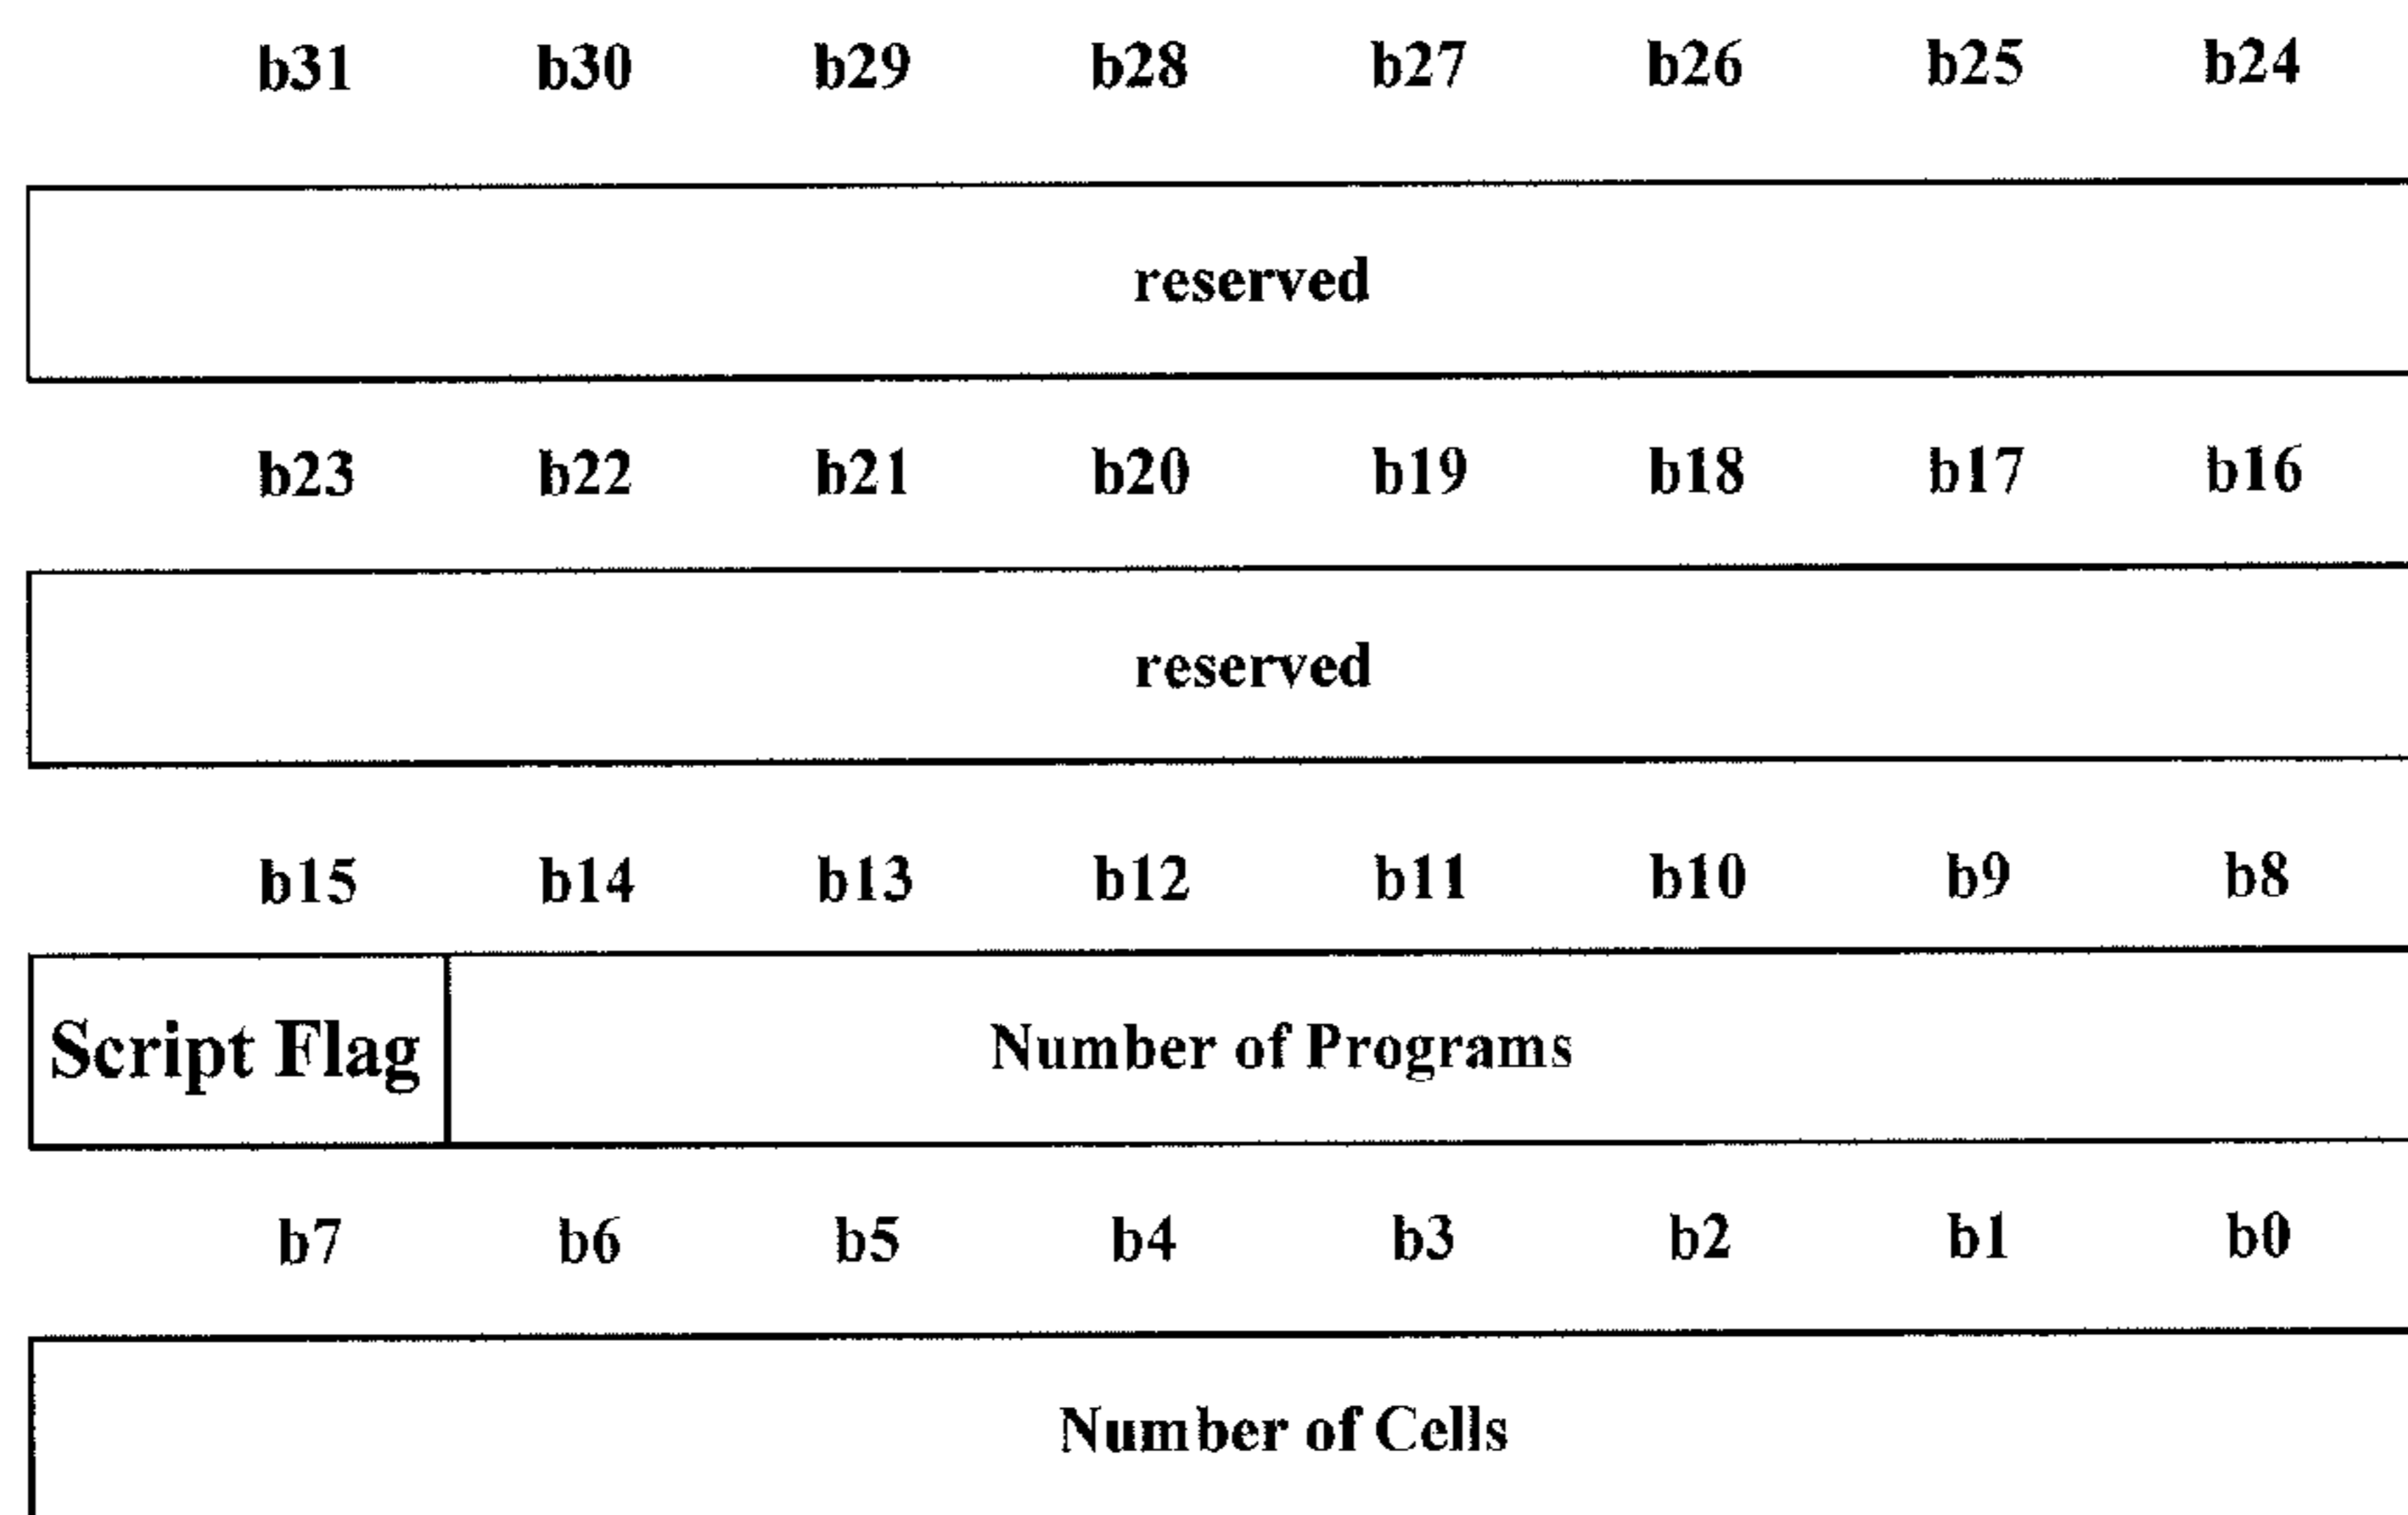 b31 b30 b29 b28 b27 b26 b25 b24
reserved
b23 b22 b21 b20 b19 b18 b17 b16
reserved
b15 b14 b13 b12 b11 b10 b9 b8
Script Flag Number of Programs
b7 b6 b5 b4 b3 b2 b1 b0
Number of Cells